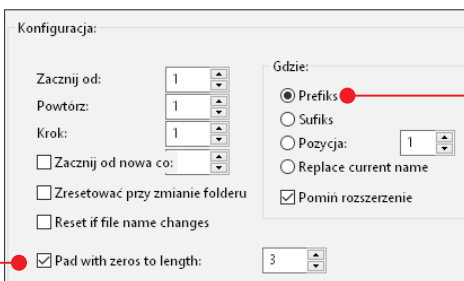 Konfiguracja:
Zacznij od: 1
Powtórz: 1
Krok: 1
Zacznij od nowa co:
Zresetować przy zmianie folderu
Reset if file name changes
Pad with zeros to length: 3
Gdzie:
Prefiks
Sufiks
Pozycja: 1
Replace current name
Pomiń rozszerzenie